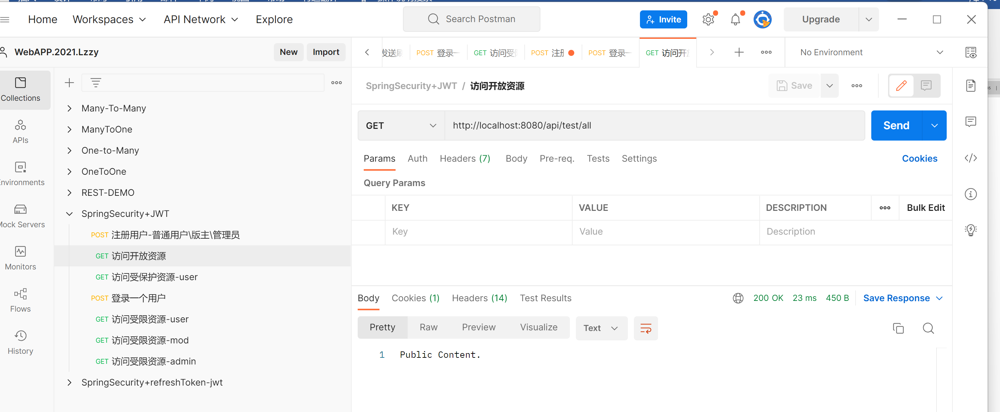 Home Workspaces API Network Explore Search Postman Invite Upgrade
WebAPP.2021.Lzzy New Import
发送刷 POST 登录一 GET 访问受 POST 注册 POST 登录一 GET 访问开放 No Environment
Collections
APIs
Environments
Mock Servers
Monitors
Flows
History
Many-To-Many
ManyToOne
One-to-Many
OneToOne
REST-DEMO
SpringSecurity+JWT
POST 注册用户-普通用户\版主\管理员
GET 访问开放资源
GET 访问受保护资源-user
POST 登录一个用户
GET 访问受限资源-user
GET 访问受限资源-mod
GET 访问受限资源-admin
SpringSecurity+refreshToken-jwt
SpringSecurity+JWT / 访问开放资源 Save
GET http://localhost:8080/api/test/all Send
Params Auth Headers (7) Body Pre-req. Tests Settings Cookies
Query Params
KEY VALUE DESCRIPTION Bulk Edit
Key Value Description
Body Cookies (1) Headers (14) Test Results 200 OK 23 ms 450 B Save Response
Pretty Raw Preview Visualize Text
1 Public Content.